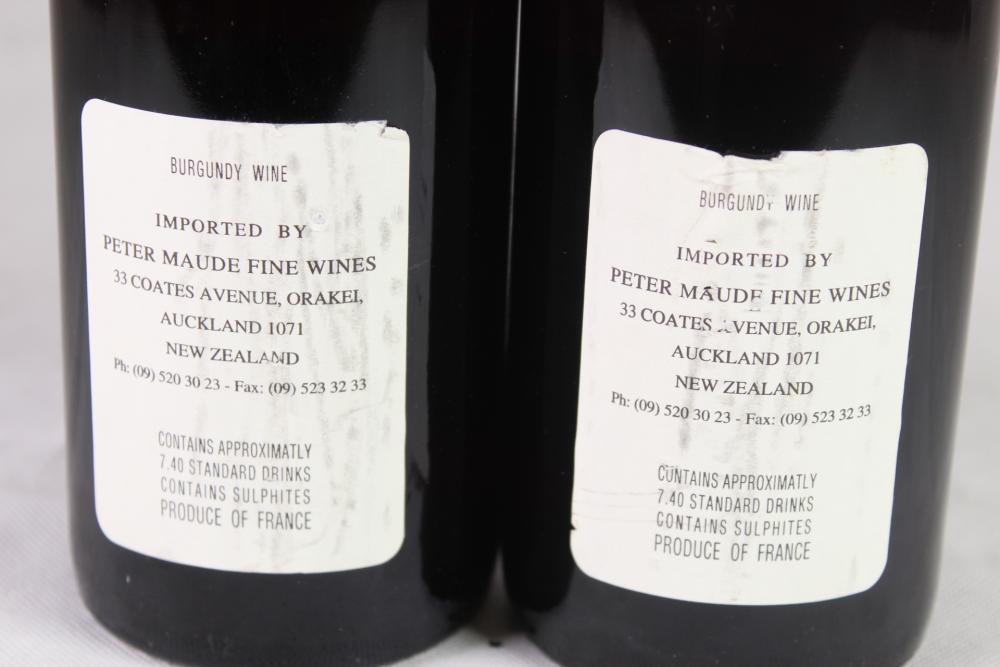 BURGUNDY WINE
IMPORTED BY
PETER MAUDE FINE WINES
33 COATES AVENUE, ORAKEI,
AUCKLAND 1071
NEW ZEALAND
Ph: (09) 520 30 23 - Fax: (09) 523 32 33
CONTAINS APPROXIMATLY
7.40 STANDARD DRINKS
CONTAINS SULPHITES
PRODUCE OF FRANCE
BURGUNDY WINE
IMPORTED BY
PETER MAUDE FINE WINES
33 COATES AVENUE, ORAKEI,
AUCKLAND 1071
NEW ZEALAND
Ph: (09) 520 30 23 - Fax: (09) 523 32 33
CONTAINS APPROXIMATLY
7.40 STANDARD DRINKS
CONTAINS SULPHITES
PRODUCE OF FRANCE